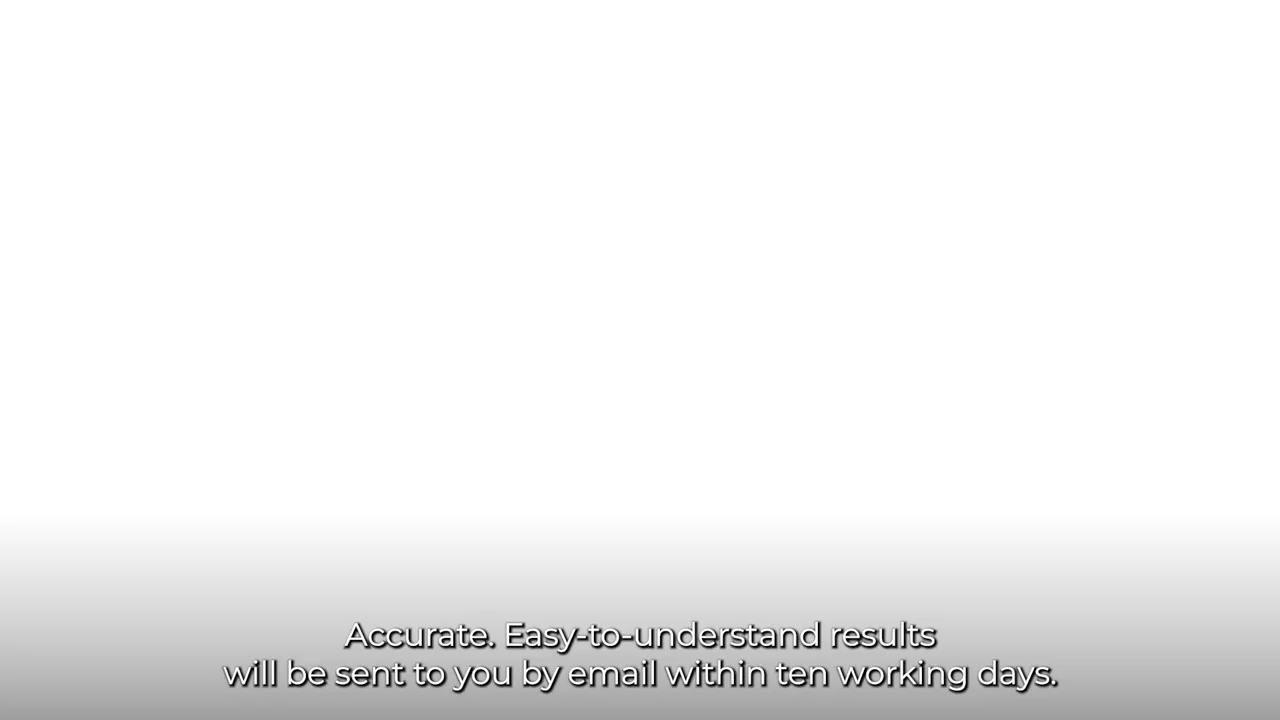 Accurate. Easy-to-understand results
will be sent to you by email within ten working days.